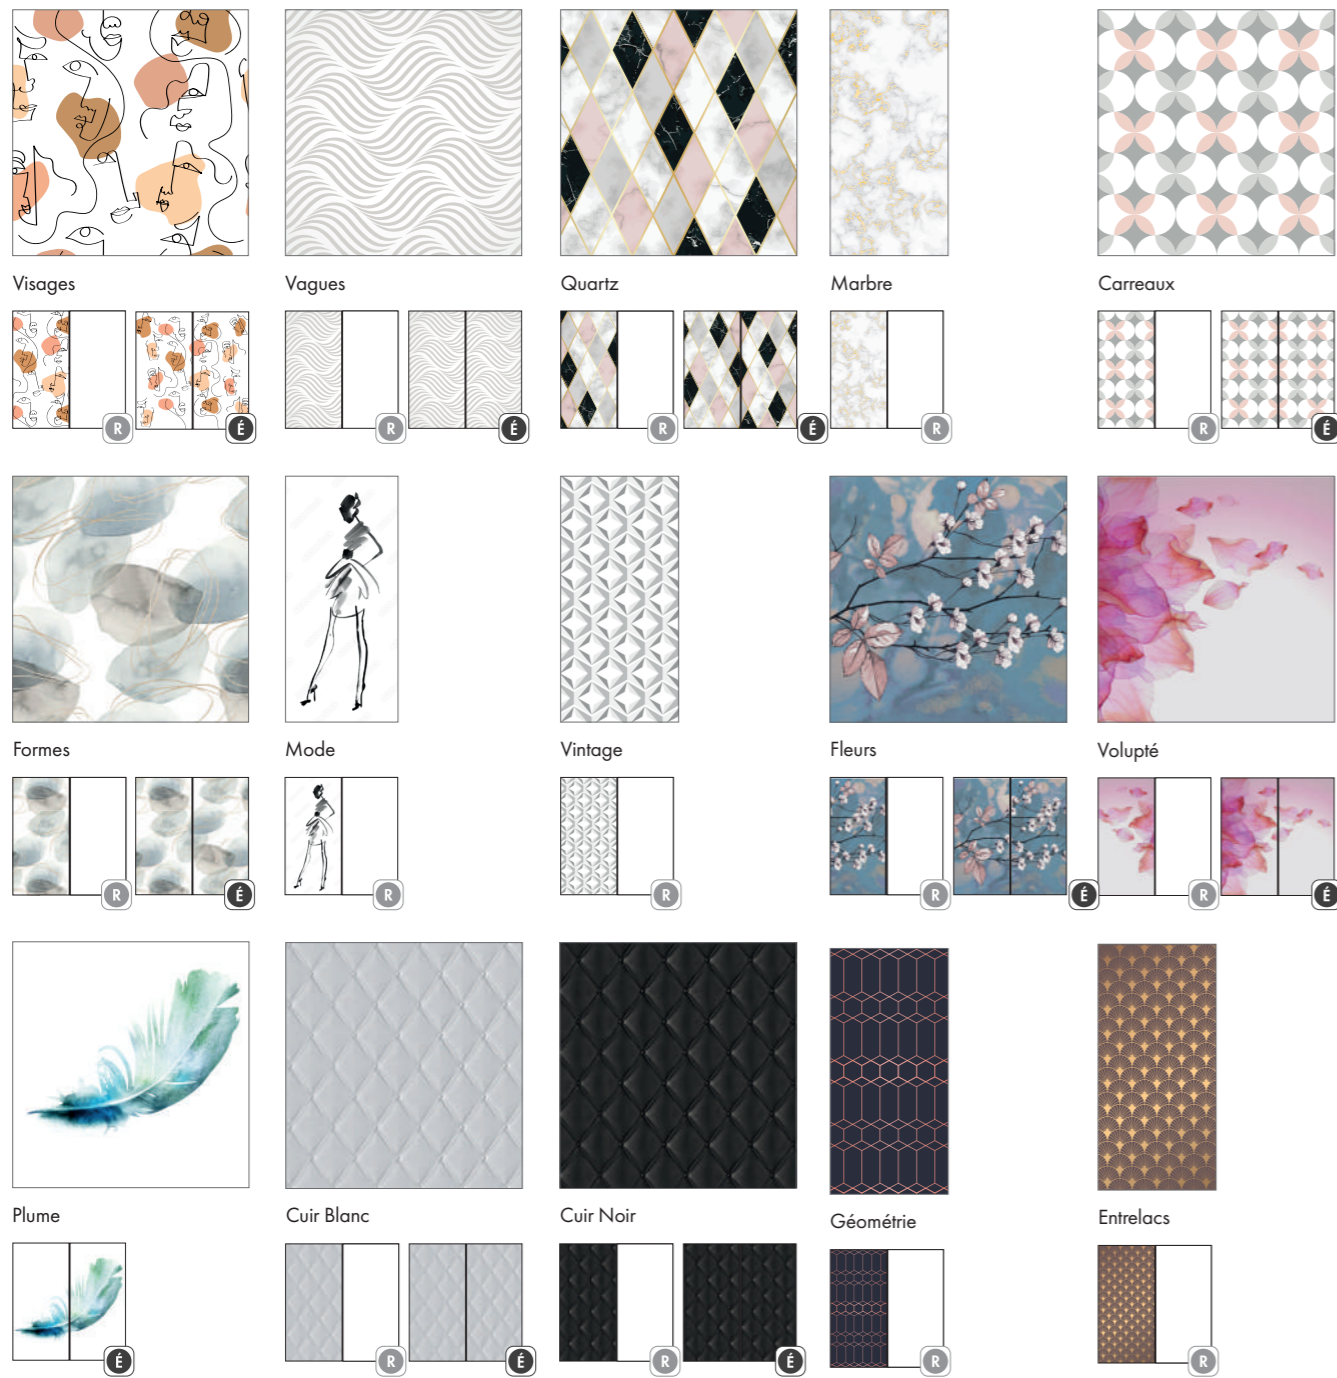 Visages
Vagues
Quartz
Marbre
Carreaux
R
É
R
É
R
É
R
R
É
Formes
Mode
Vintage
Fleurs
Volupté
R
É
R
R
R
É
R
É
Plume
Cuir Blanc
Cuir Noir
Géométrie
Entrelacs
É
R
É
R
É
R
R